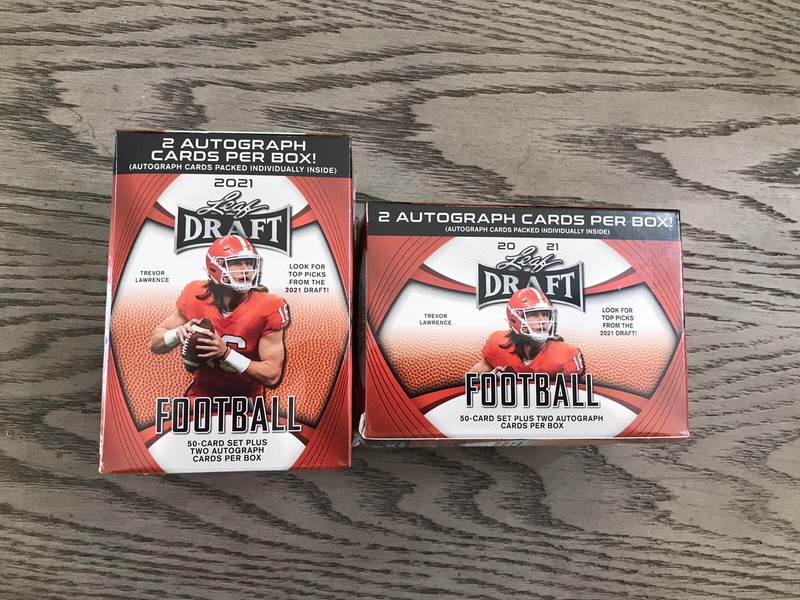 2 AUTOGRAPH
CARDS PER BOX!
(AUTOGRAPH CARDS PACKED INDIVIDUALLY INSIDE)
2021
Leaf
DRAFT
TREVOR
LAWRENCE
LOOK FOR
TOP PICKS
FROM THE
2021 DRAFT!
16
FOOTBALL
50-CARD SET PLUS
TWO AUTOGRAPH
CARDS PER BOX
2 AUTOGRAPH CARDS PER BOX!
(AUTOGRAPH CARDS PACKED INDIVIDUALLY INSIDE)
20 21
Leaf
DRAFT
TREVOR
LAWRENCE
LOOK FOR
TOP PICKS
FROM THE
2021 DRAFT!
16
FOOTBALL
50-CARD SET PLUS TWO AUTOGRAPH
CARDS PER BOX